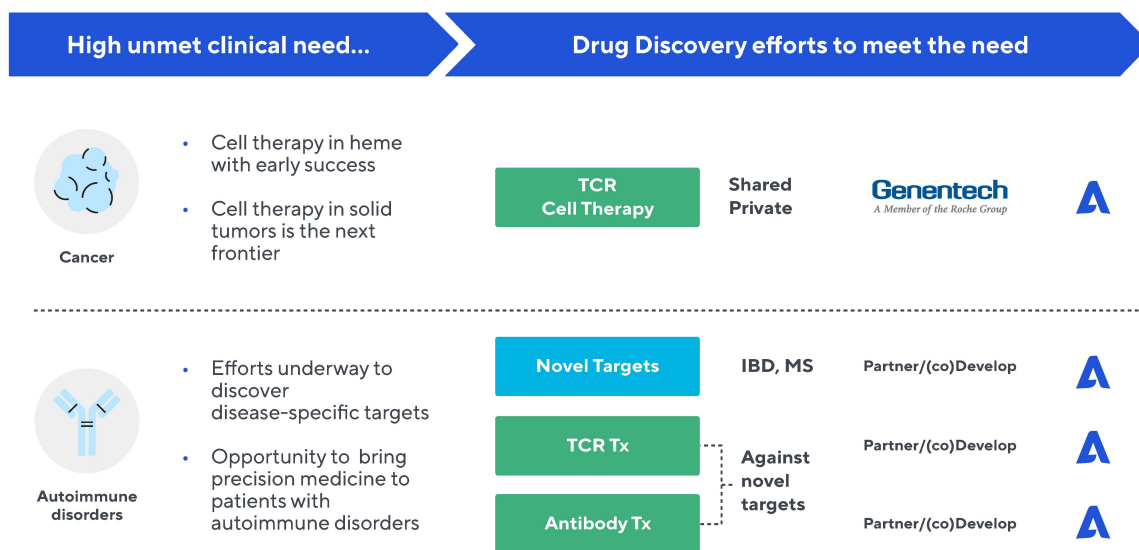 High unmet clinical need...
Drug Discovery efforts to meet the need
Cancer
• Cell therapy in heme
with early success
• Cell therapy in solid
tumors is the next
frontier
TCR
Cell Therapy
Shared
Private
Genentech
A Member of the Roche Group
Autoimmune
disorders
• Efforts underway to
discover
disease-specific targets
• Opportunity to bring
precision medicine to
patients with
autoimmune disorders
Novel Targets
IBD, MS
Partner/(co)Develop
TCR Tx
Partner/(co)Develop
Against
novel
targets
Antibody Tx
Partner/(co)Develop